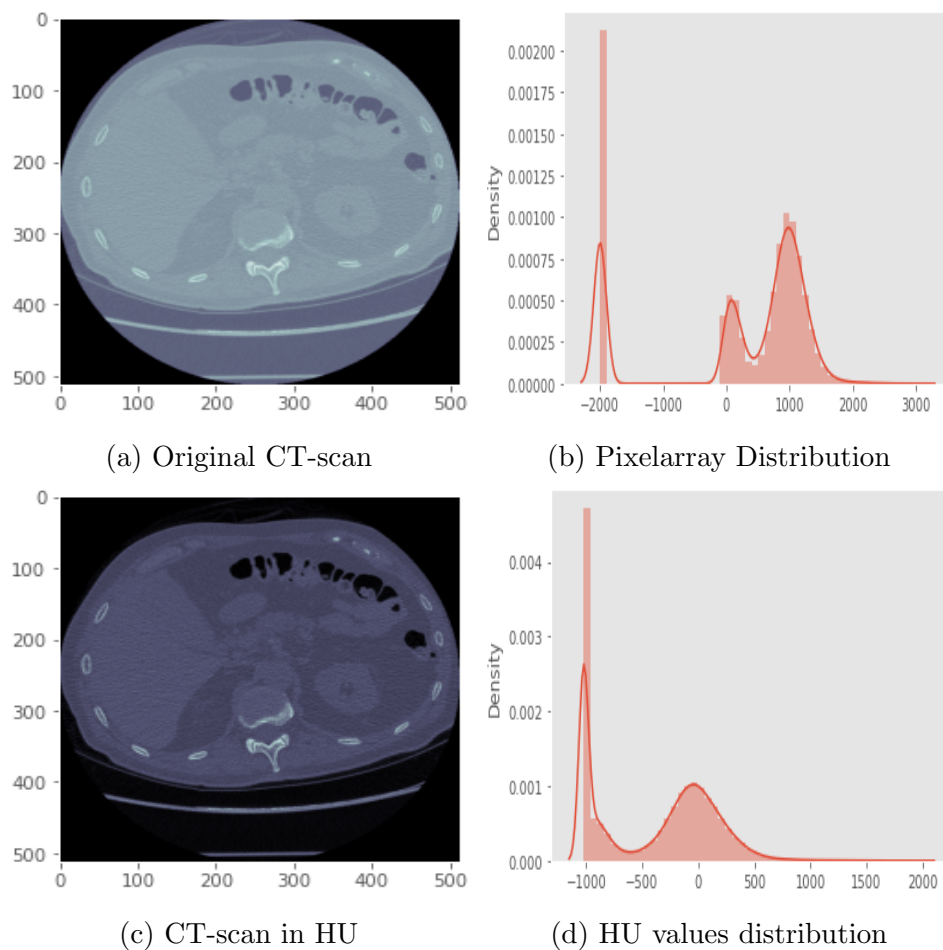 0
100
200
300
400
500
0 100 200 300 400 500
(a) Original CT-scan
Density
0.00200
0.00175
0.00150
0.00125
0.00100
0.00075
0.00050
0.00025
0.00000
−2000 −1000 0 1000 2000 3000
(b) Pixelarray Distribution
0
100
200
300
400
500
0 100 200 300 400 500
(c) CT-scan in HU
Density
0.004
0.003
0.002
0.001
0.000
−1000 −500 0 500 1000 1500 2000
(d) HU values distribution